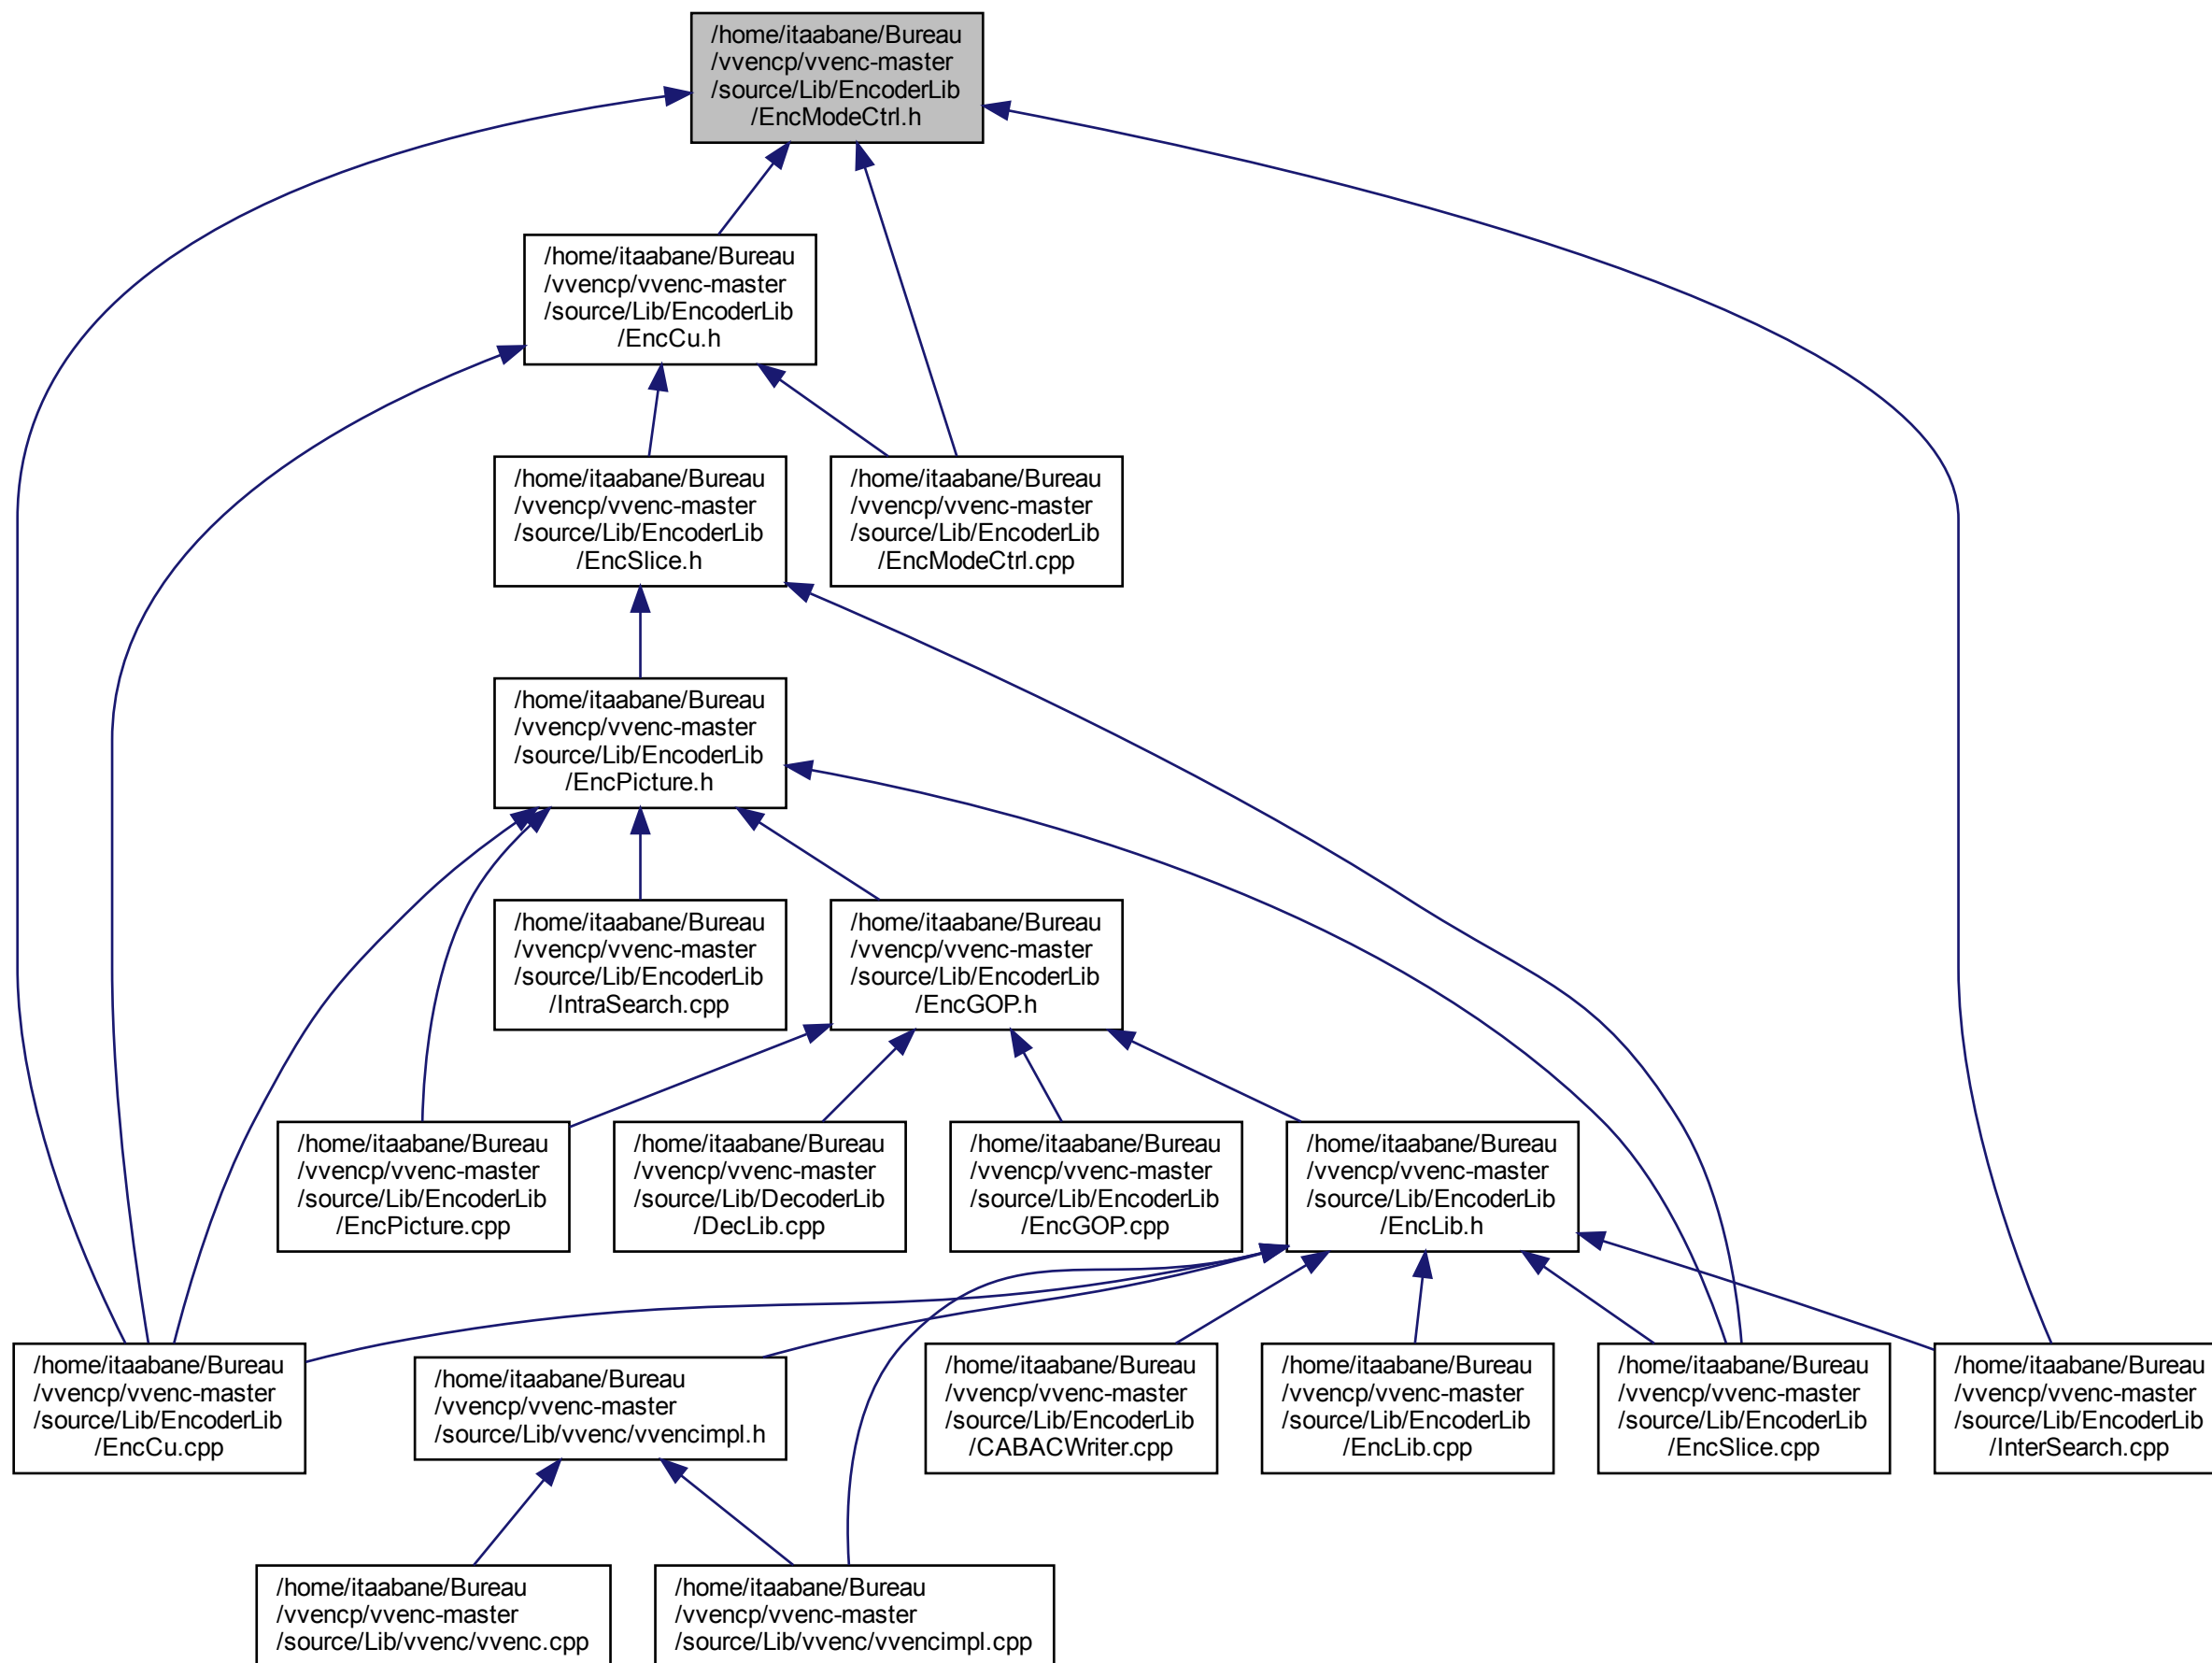 /home/itaabane/Bureau
/vvencp/vvenc-master
/source/Lib/EncoderLib
/EncModeCtrl.h
/home/itaabane/Bureau
/vvencp/vvenc-master
/source/Lib/EncoderLib
/EncCu.h
/home/itaabane/Bureau
/vvencp/vvenc-master
/source/Lib/EncoderLib
/EncSlice.h
/home/itaabane/Bureau
/vvencp/vvenc-master
/source/Lib/EncoderLib
/EncModeCtrl.cpp
/home/itaabane/Bureau
/vvencp/vvenc-master
/source/Lib/EncoderLib
/EncPicture.h
/home/itaabane/Bureau
/vvencp/vvenc-master
/source/Lib/EncoderLib
/IntraSearch.cpp
/home/itaabane/Bureau
/vvencp/vvenc-master
/source/Lib/EncoderLib
/EncGOP.h
/home/itaabane/Bureau
/vvencp/vvenc-master
/source/Lib/EncoderLib
/EncPicture.cpp
/home/itaabane/Bureau
/vvencp/vvenc-master
/source/Lib/DecoderLib
/DecLib.cpp
/home/itaabane/Bureau
/vvencp/vvenc-master
/source/Lib/EncoderLib
/EncGOP.cpp
/home/itaabane/Bureau
/vvencp/vvenc-master
/source/Lib/EncoderLib
/EncLib.h
/home/itaabane/Bureau
/vvencp/vvenc-master
/source/Lib/EncoderLib
/EncCu.cpp
/home/itaabane/Bureau
/vvencp/vvenc-master
/source/Lib/vvenc/vvencimpl.h
/home/itaabane/Bureau
/vvencp/vvenc-master
/source/Lib/EncoderLib
/CABACWriter.cpp
/home/itaabane/Bureau
/vvencp/vvenc-master
/source/Lib/EncoderLib
/EncLib.cpp
/home/itaabane/Bureau
/vvencp/vvenc-master
/source/Lib/EncoderLib
/EncSlice.cpp
/home/itaabane/Bureau
/vvencp/vvenc-master
/source/Lib/EncoderLib
/InterSearch.cpp
/home/itaabane/Bureau
/vvencp/vvenc-master
/source/Lib/vvenc/vvenc.cpp
/home/itaabane/Bureau
/vvencp/vvenc-master
/source/Lib/vvenc/vvencimpl.cpp